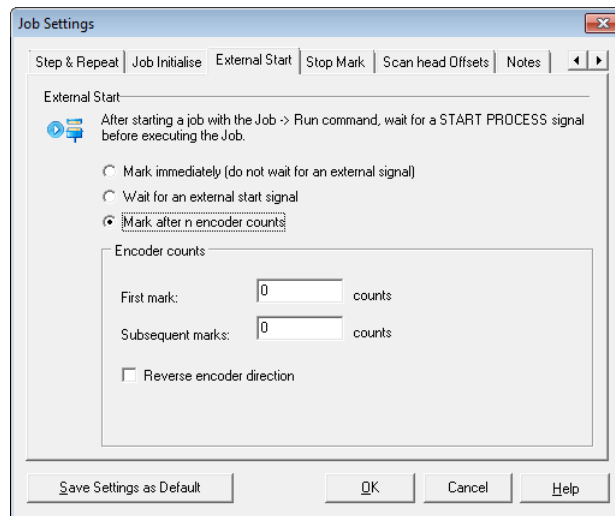 Job Settings
Step & Repeat Job Initialise External Start Stop Mark Scan head Offsets Notes
External Start
After starting a job with the Job -> Run command, wait for a START PROCESS signal
before executing the Job.
Mark immediately (do not wait for an external signal)
Wait for an external start signal
Mark after n encoder counts
Encoder counts
First mark: 0 counts
Subsequent marks: 0 counts
Reverse encoder direction
Save Settings as Default OK Cancel Help